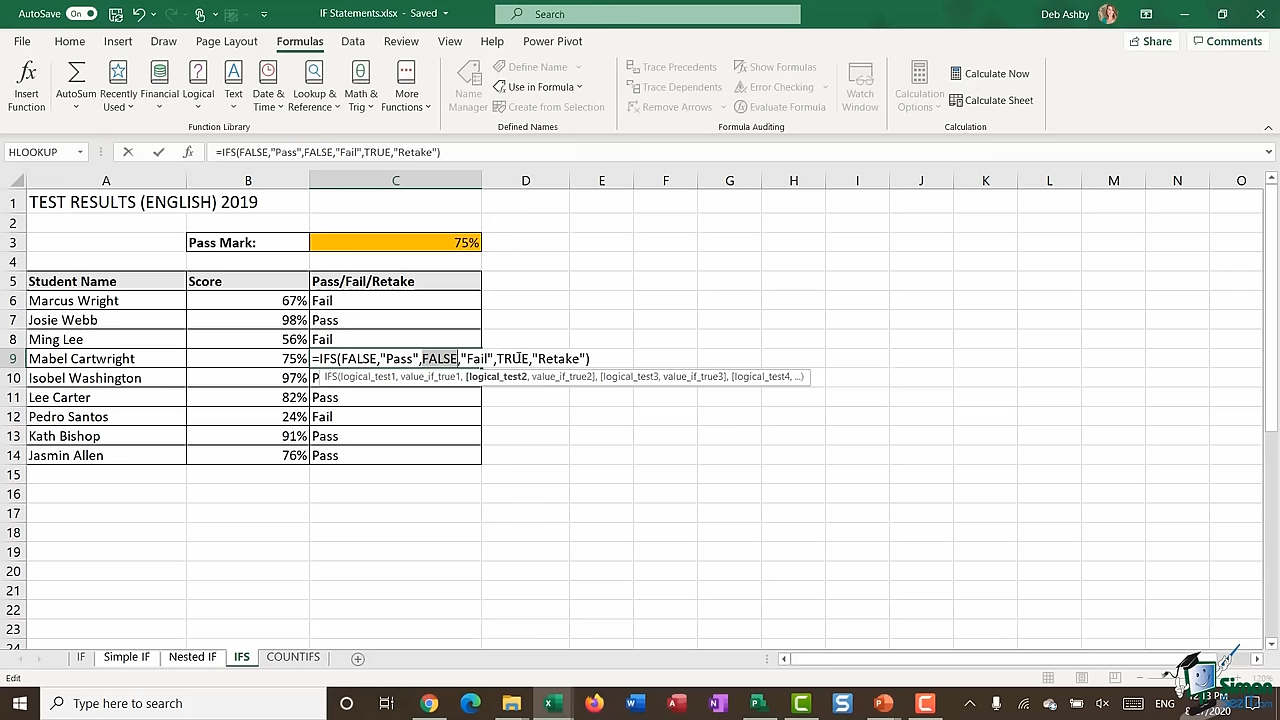 AutoSave On IF Statements.xlsx - Saved Search Deb Ashby
File Home Insert Draw Page Layout Formulas Data Review View Help Power Pivot Share Comments
fx Insert Function
AutoSum
Recently Used
Financial
Logical
Text
Date & Time
Lookup & Reference
Math & Trig
More Functions
Function Library
Name Manager
Define Name
Use in Formula
Create from Selection
Defined Names
Trace Precedents
Trace Dependents
Remove Arrows
Show Formulas
Error Checking
Evaluate Formula
Watch Window
Formula Auditing
Calculation Options
Calculate Now
Calculate Sheet
Calculation
HLOOKUP fx =IFS(FALSE,"Pass",FALSE,"Fail",TRUE,"Retake")
A B C D E F G H I J K L M N O
1 TEST RESULTS (ENGLISH) 2019
2
3 Pass Mark: 75%
4
5 Student Name Score Pass/Fail/Retake
6 Marcus Wright 67% Fail
7 Josie Webb 98% Pass
8 Ming Lee 56% Fail
9 Mabel Cartwright 75% =IFS(FALSE,"Pass",FALSE,"Fail",TRUE,"Retake")
10 Isobel Washington 97% P IFS(logical_test1, value_if_true1, [logical_test2, value_if_true2], [logical_test3, value_if_true3], [logical_test4, ...)
11 Lee Carter 82% Pass
12 Pedro Santos 24% Fail
13 Kath Bishop 91% Pass
14 Jasmin Allen 76% Pass
15
16
17
18
19
20
21
22
23
24
IF Simple IF Nested IF IFS COUNTIFS
Edit 120%
Type here to search